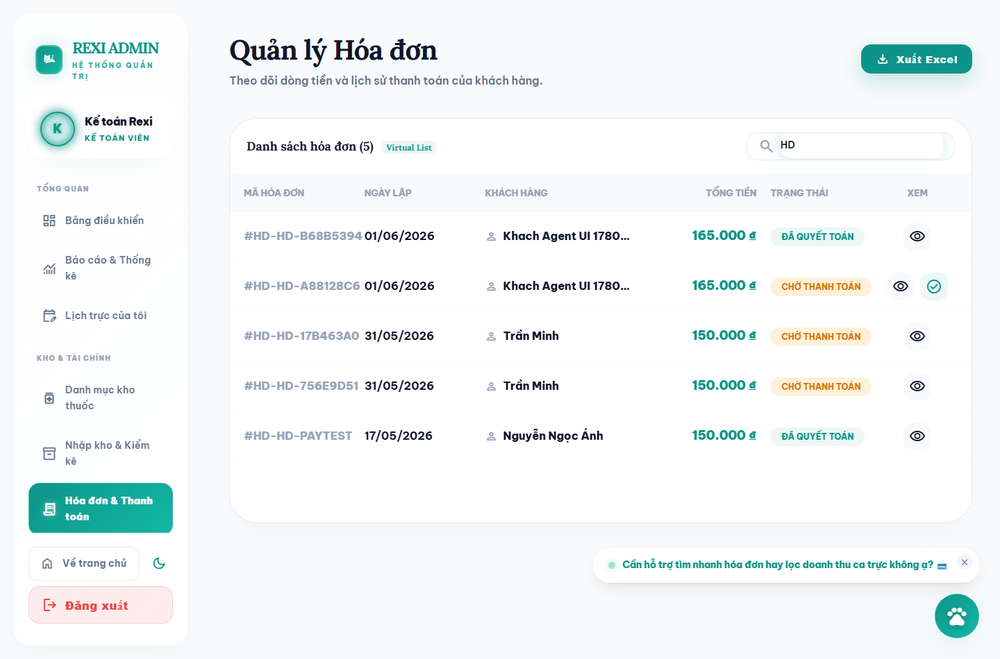 REXI ADMIN
HỆ THỐNG QUẢN
TRỊ
K
Kế toán Rexi
KẾ TOÁN VIÊN
TỔNG QUAN
Bảng điều khiển
Báo cáo & Thống
kê
Lịch trực của tôi
KHO & TÀI CHÍNH
Danh mục kho
thuốc
Nhập kho & Kiểm
kê
Hóa đơn & Thanh
toán
Về trang chủ
Đăng xuất
Quản lý Hóa đơn
Theo dõi dòng tiền và lịch sử thanh toán của khách hàng.
Xuất Excel
Danh sách hóa đơn (5) Virtual List
HD
MÃ HÓA ĐƠN NGÀY LẬP KHÁCH HÀNG TỔNG TIỀN TRẠNG THÁI XEM
#HD-HD-B68B5394 01/06/2026 Khach Agent UI 1780... 165.000 ₫ ĐÃ QUYẾT TOÁN
#HD-HD-A88128C6 01/06/2026 Khach Agent UI 1780... 165.000 ₫ CHỜ THANH TOÁN
#HD-HD-17B463A0 31/05/2026 Trần Minh 150.000 ₫ CHỜ THANH TOÁN
#HD-HD-756E9D51 31/05/2026 Trần Minh 150.000 ₫ CHỜ THANH TOÁN
#HD-HD-PAYTEST 17/05/2026 Nguyễn Ngọc Ánh 150.000 ₫ ĐÃ QUYẾT TOÁN
Cần hỗ trợ tìm nhanh hóa đơn hay lọc doanh thu ca trực không ạ? 💳